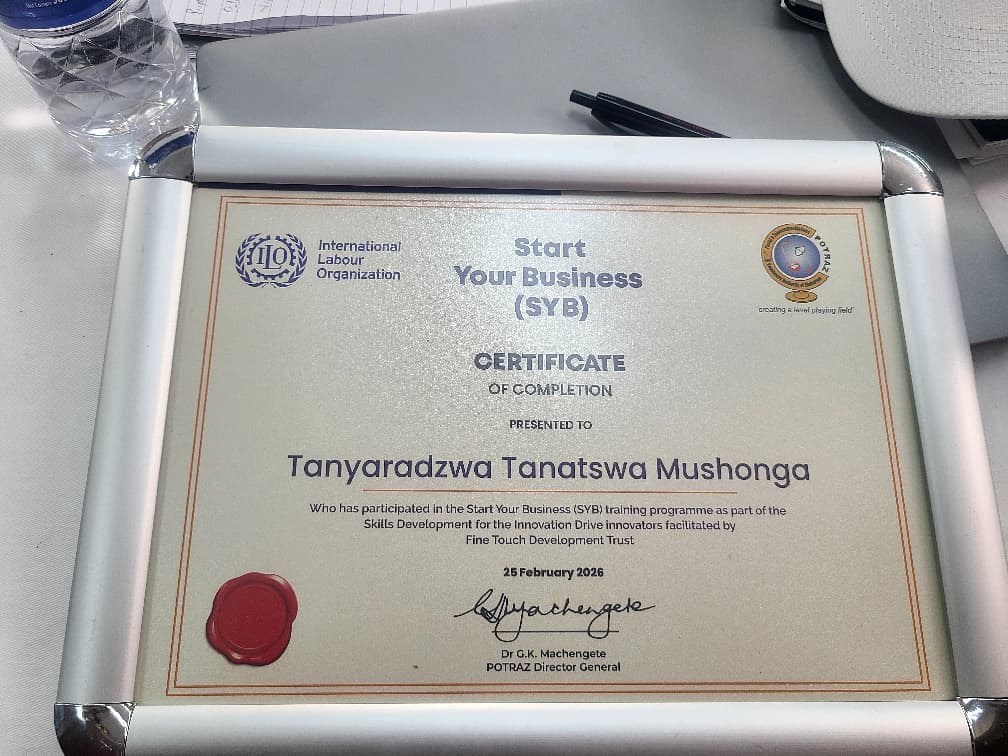 International
Labour
Organization
ILO
Start
Your Business
(SYB)
POTRAZ
creating a level playing field
CERTIFICATE
OF COMPLETION
PRESENTED TO
Tanyaradzwa Tanatswa Mushonga
Who has participated in the Start Your Business (SYB) training programme as part of the
Skills Development for the Innovation Drive innovators facilitated by
Fine Touch Development Trust
25 February 2026
Dr G.K. Machengete
POTRAZ Director General